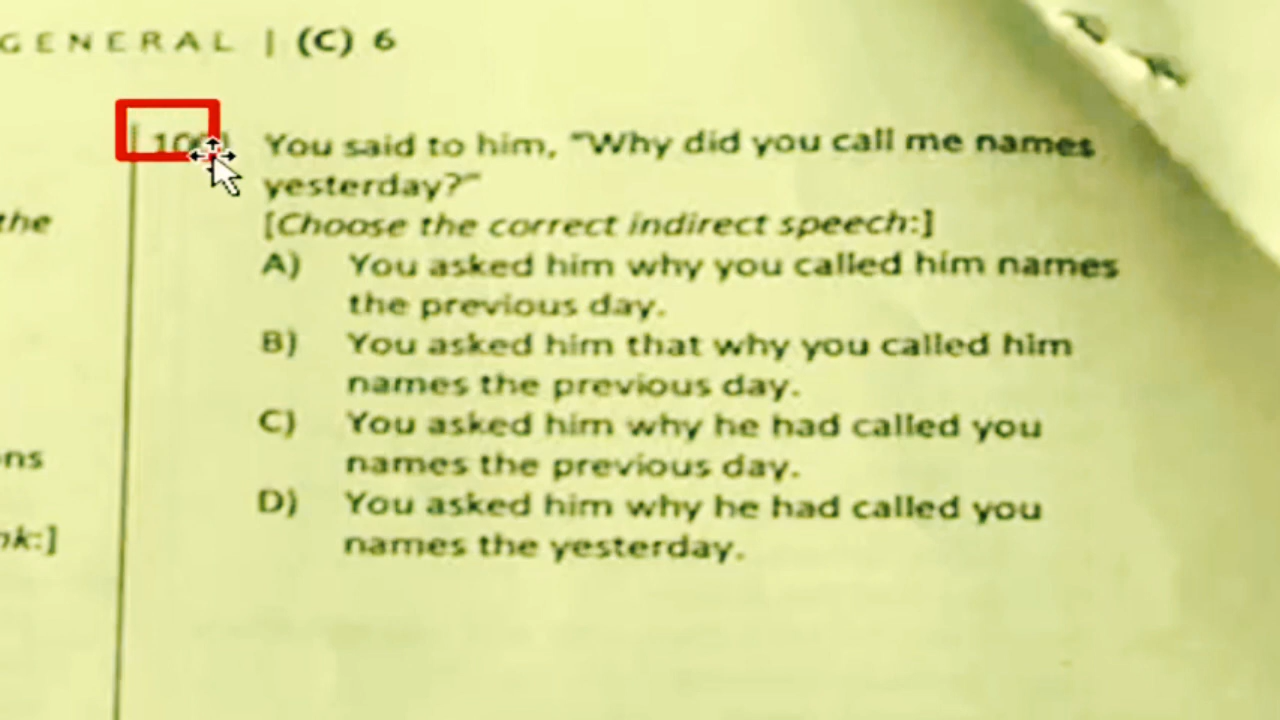 GENERAL | (C) 6
You said to him, "Why did you call me names
yesterday?"
the
[Choose the correct indirect speech:]
A) You asked him why you called him names
the previous day.
B) You asked him that why you called him
names the previous day.
C) You asked him why he had called you
ons
names the previous day.
D) You asked him why he had called you
nk:]
names the yesterday.